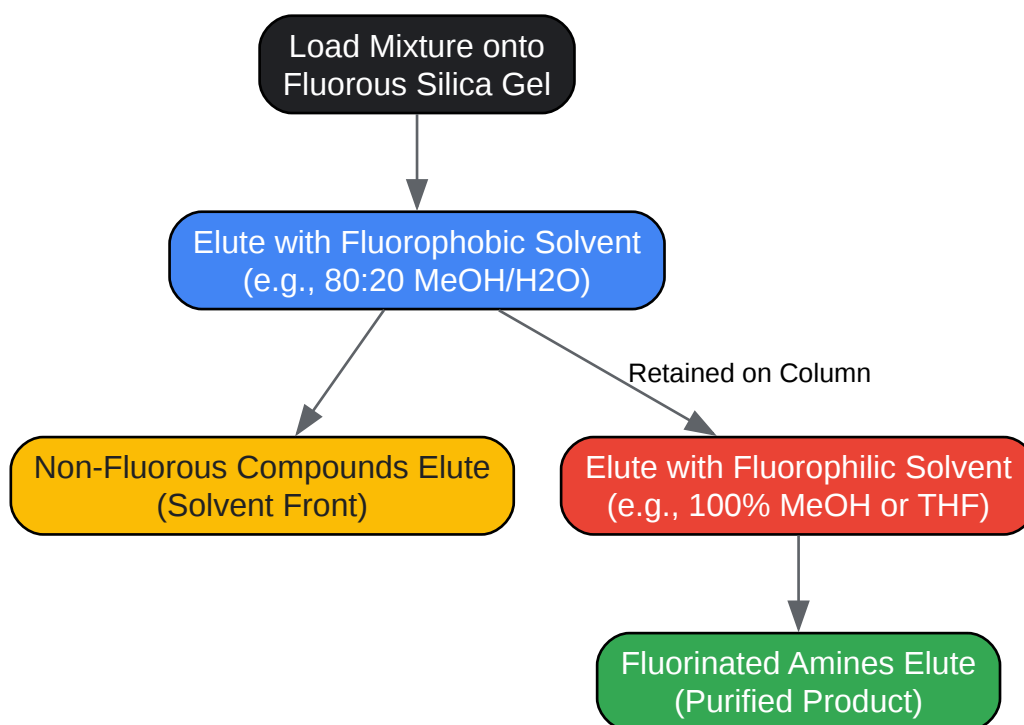 Load Mixture onto
Fluorous Silica Gel
Elute with Fluorophobic Solvent
(e.g., 80:20 MeOH/H2O)
Retained on Column
Non-Fluorous Compounds Elute
(Solvent Front)
Elute with Fluorophilic Solvent
(e.g., 100% MeOH or THF)
Fluorinated Amines Elute
(Purified Product)